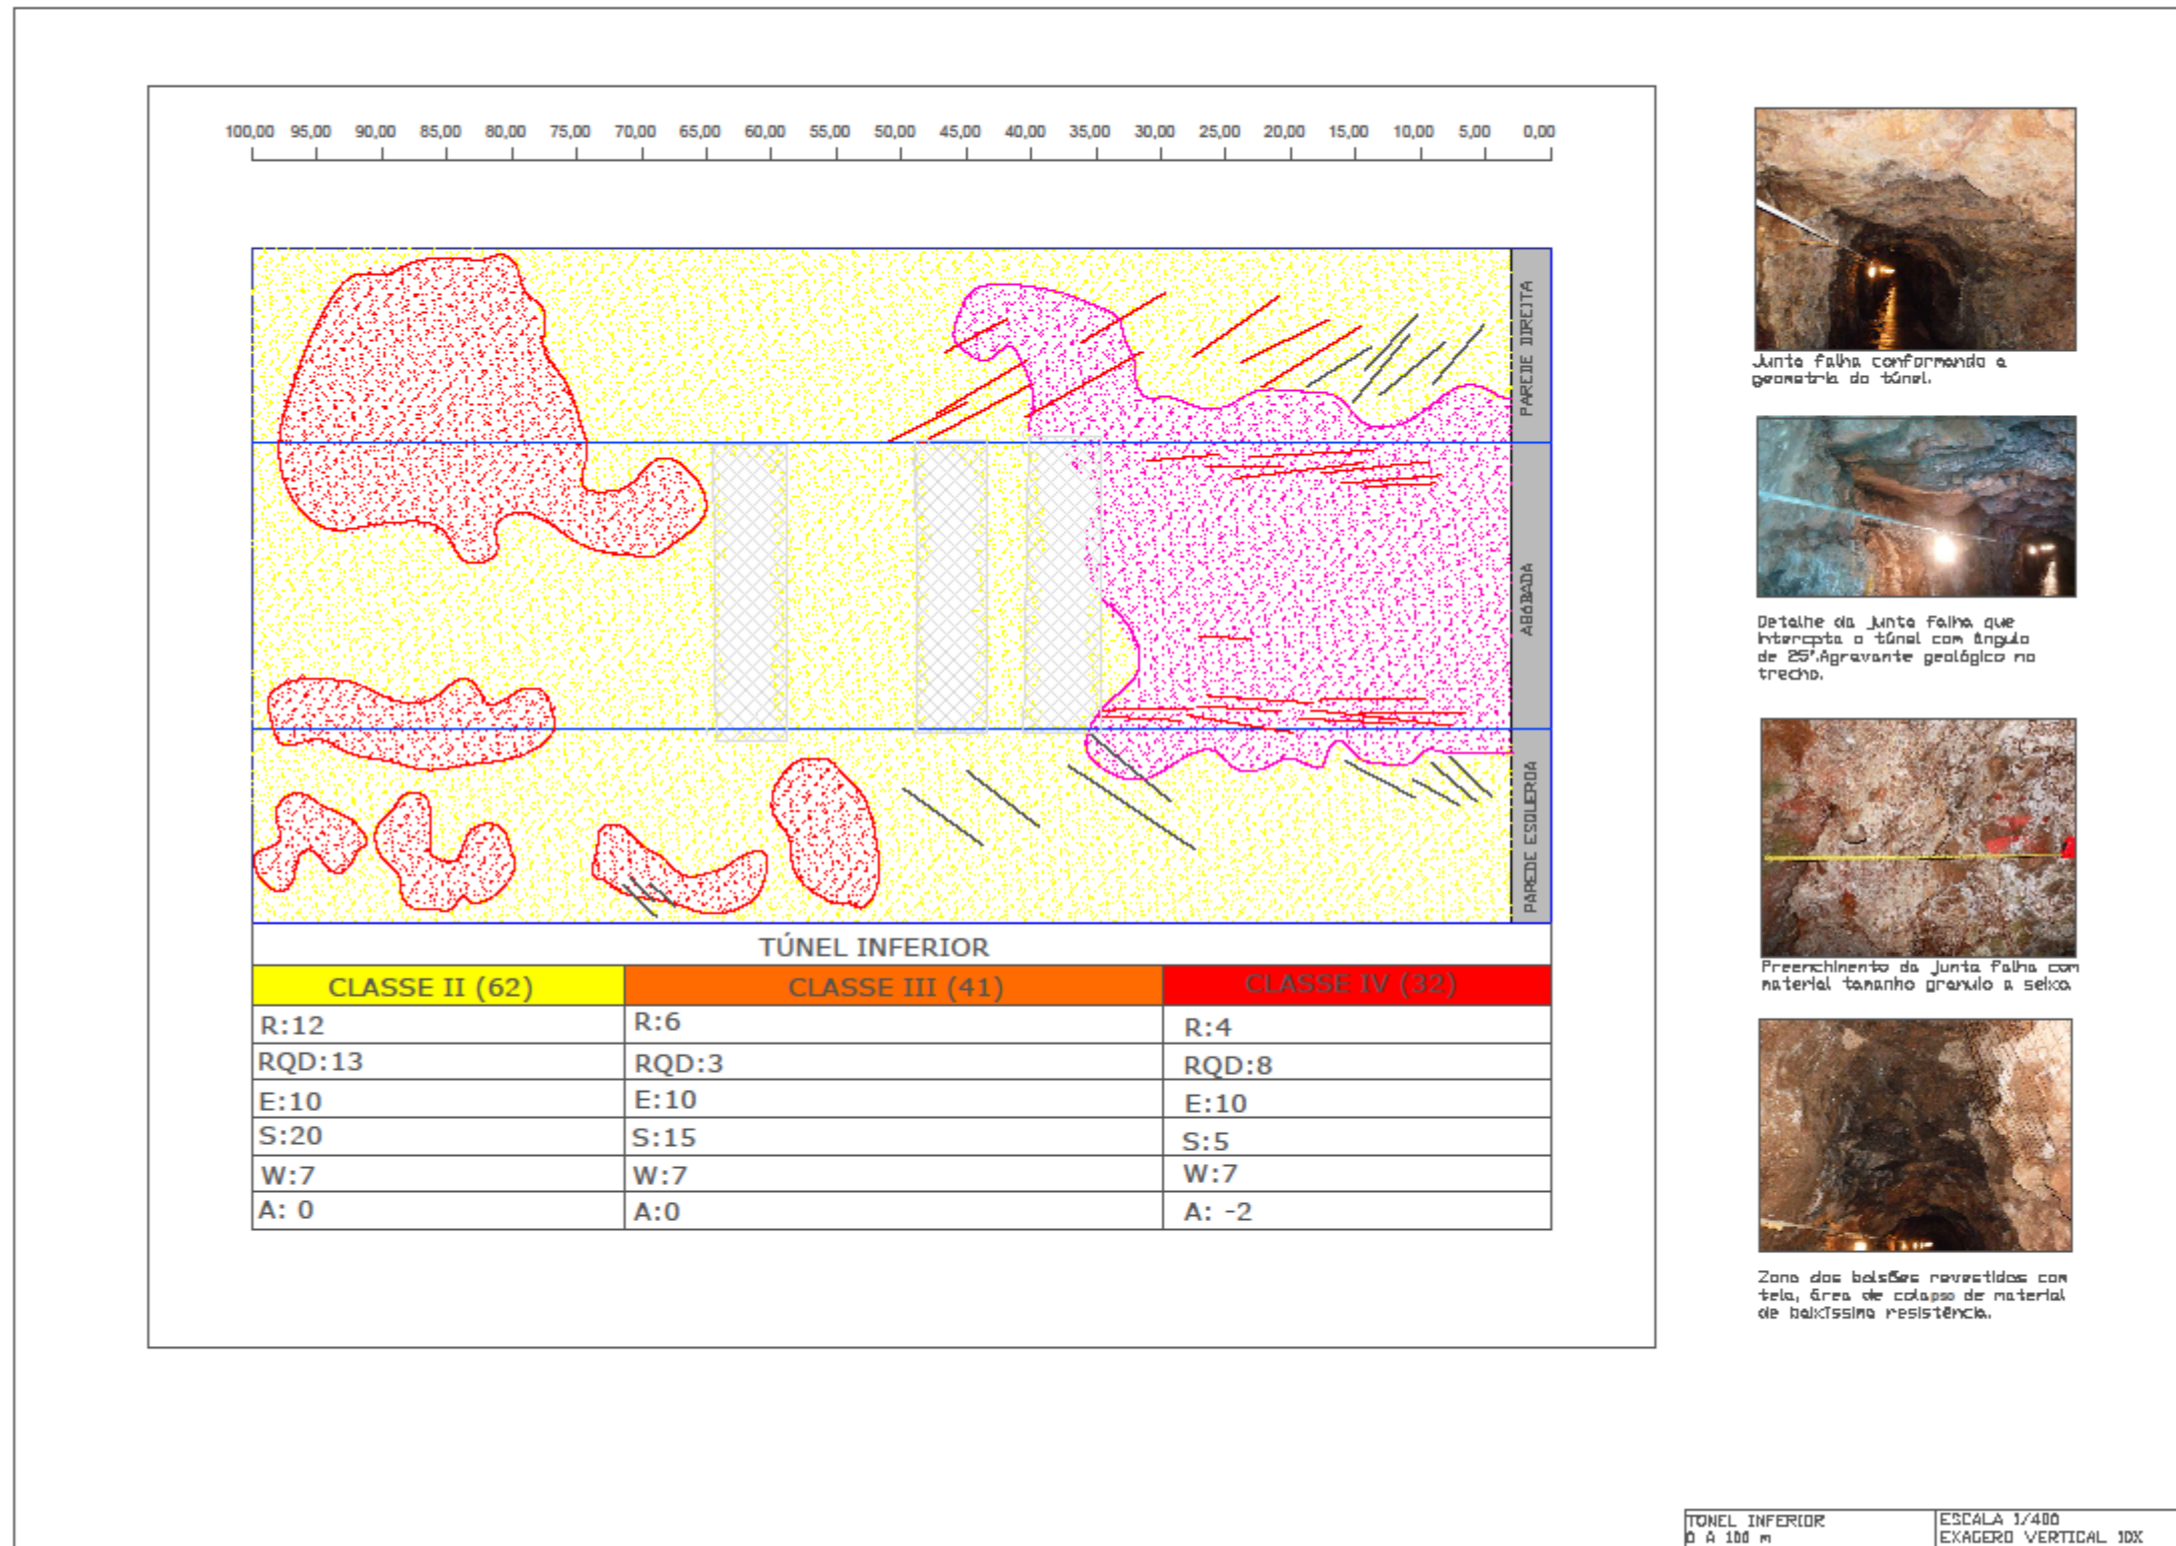 100,00 95,00 90,00 85,00 80,00 75,00 70,00 65,00 60,00 55,00 50,00 45,00 40,00 35,00 30,00 25,00 20,00 15,00 10,00 5,00 0,00
PAREDE DIREITA
ABóBADA
PAREDE ESQUERDA
TÚNEL INFERIOR
CLASSE II (62) CLASSE III (41) CLASSE IV (32)
R:12 R:6 R:4
RQD:13 RQD:3 RQD:8
E:10 E:10 E:10
S:20 S:15 S:5
W:7 W:7 W:7
A: 0 A:0 A: -2
Junta falha conformando a
geometria do túnel.
Detalhe da junta falha que
intercpta o túnel com ângulo
de 25°.Agravante geológico no
trecho.
Preenchimento da junta falha com
material tamanho granulo a seixo.
Zona dos bolsões revestidos com
tela, área de colapso de material
de baixíssima resistência.
TÚNEL INFERIOR
0 A 100 m
ESCALA 1/400
EXAGERO VERTICAL 10X